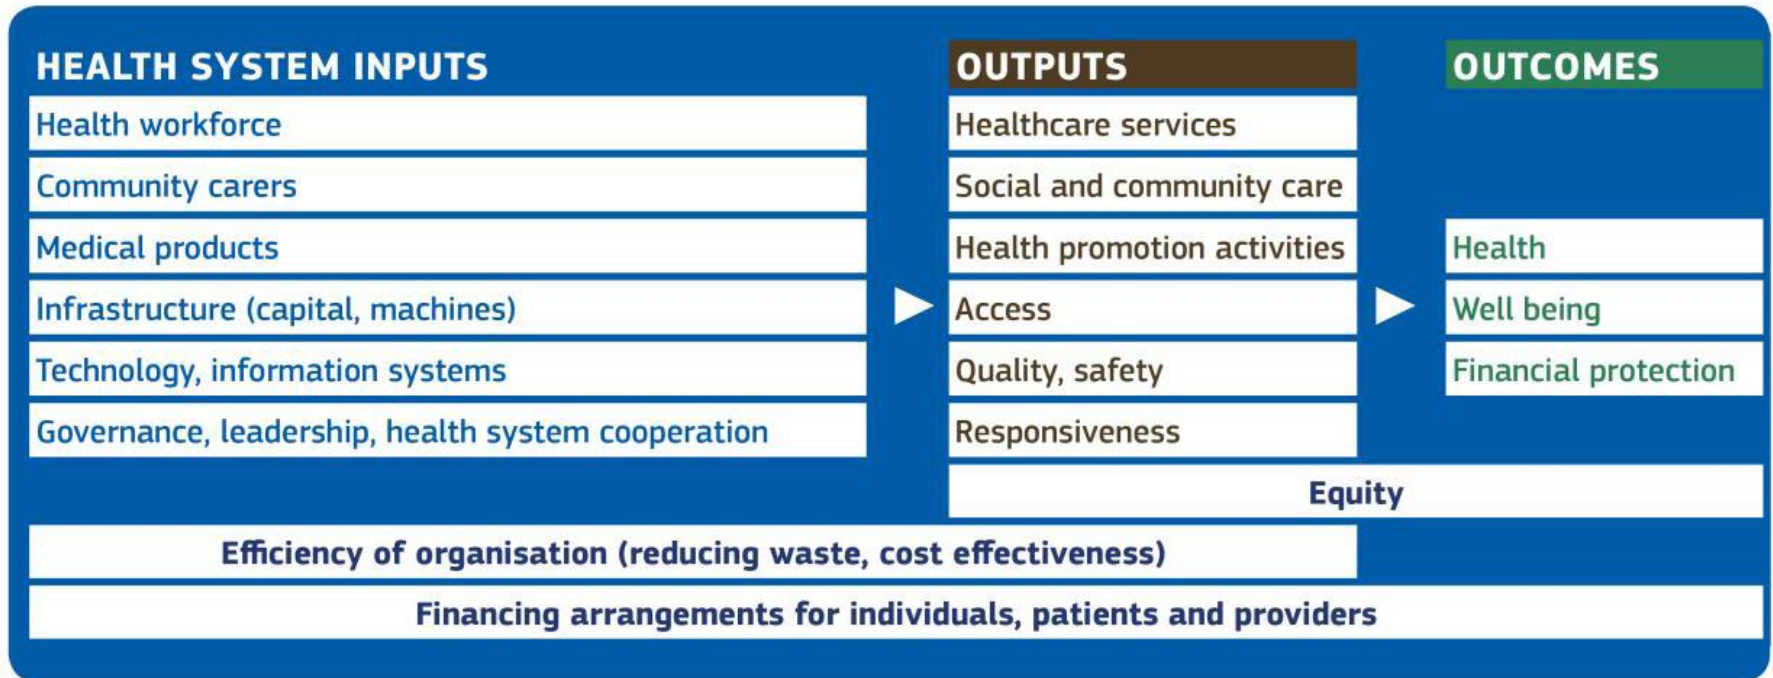 HEALTH SYSTEM INPUTS
Health workforce
Community carers
Medical products
Infrastructure (capital, machines)
Technology, information systems
Governance, leadership, health system cooperation
OUTPUTS
Healthcare services
Social and community care
Health promotion activities
Access
Quality, safety
Responsiveness
OUTCOMES
Health
Well being
Financial protection
Equity
Efficiency of organisation (reducing waste, cost effectiveness)
Financing arrangements for individuals, patients and providers